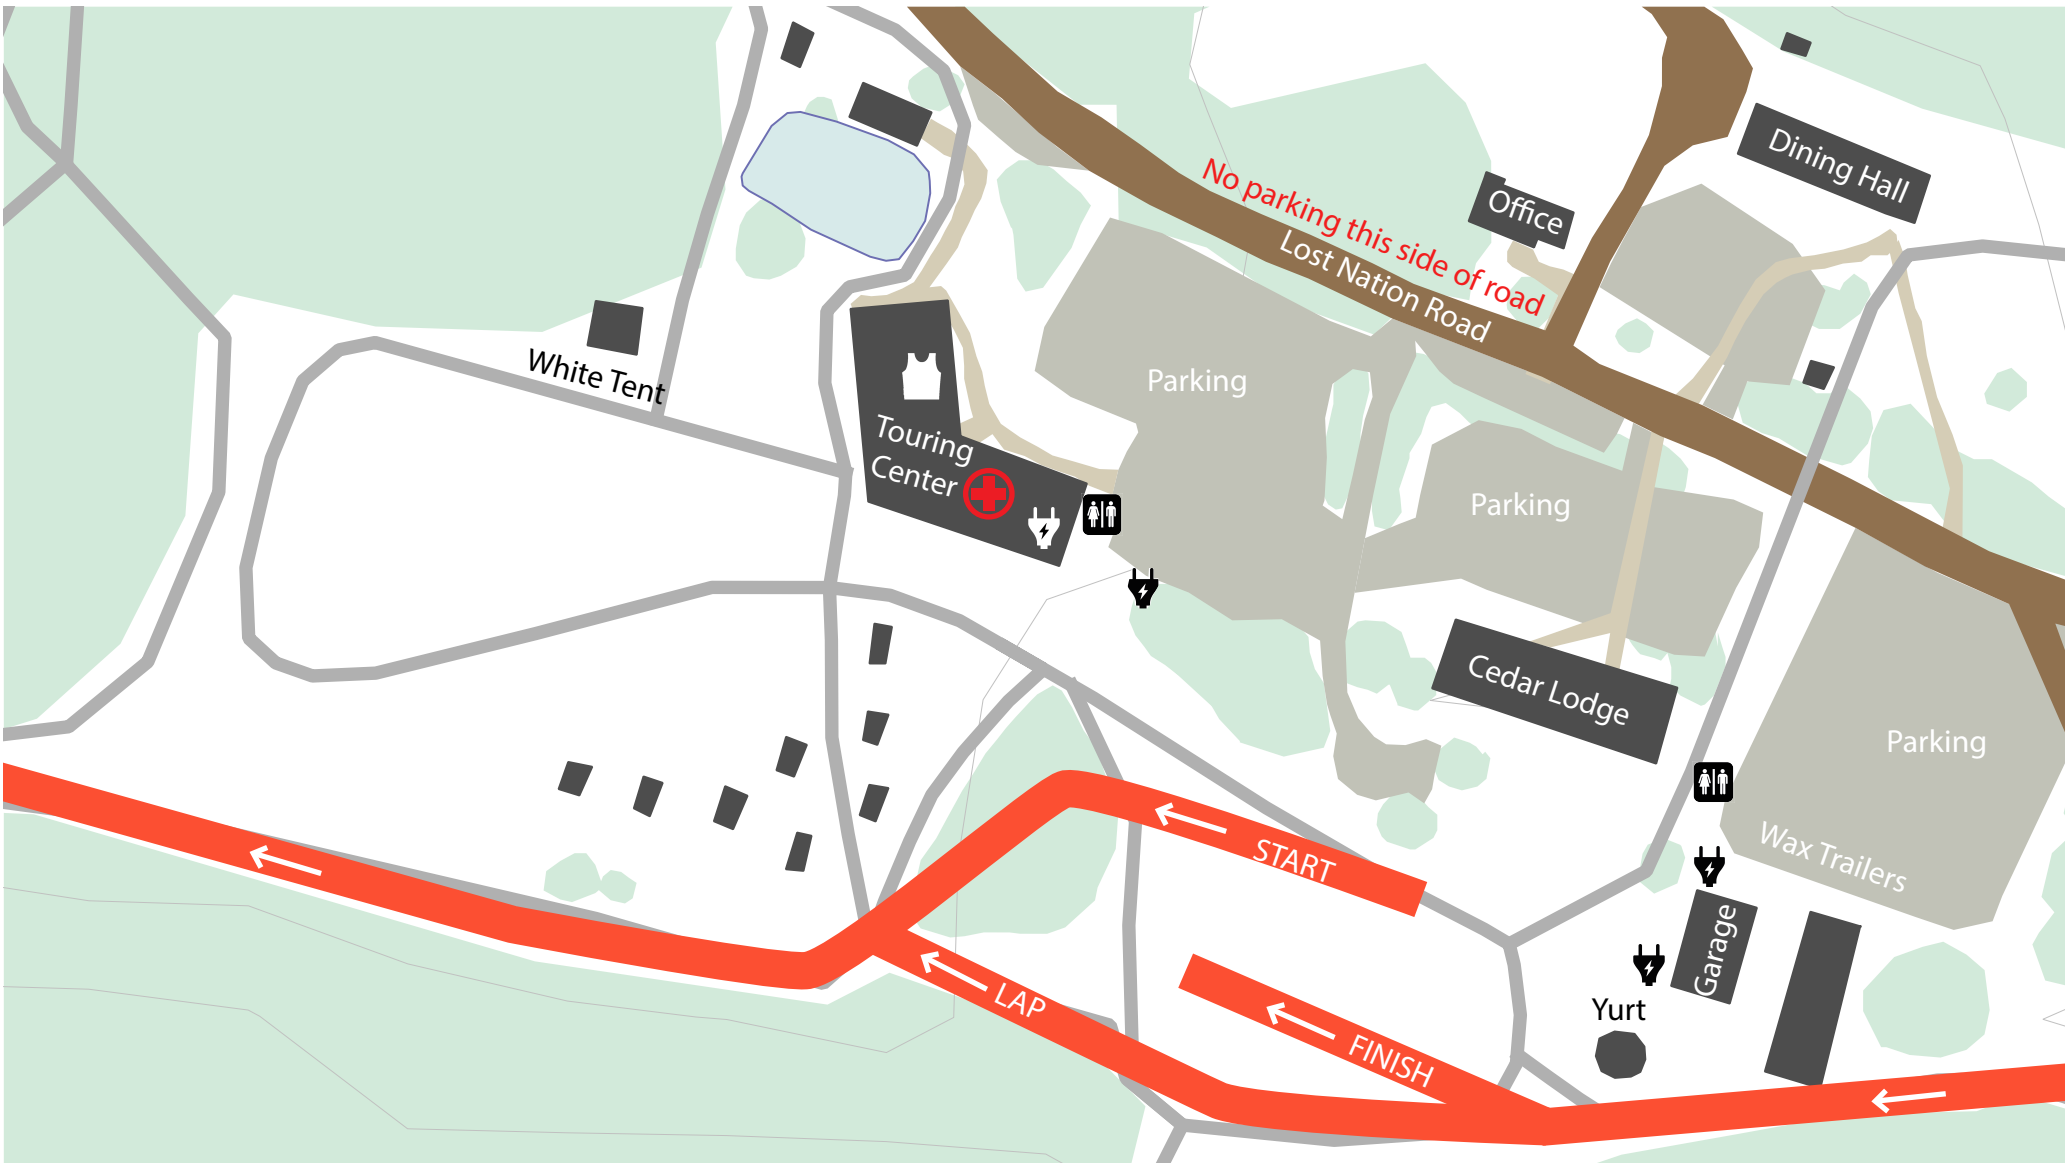 Dining Hall
No parking this side of road
Office
Lost Nation Road
White Tent
Parking
Touring
Center
Parking
Cedar Lodge
Parking
Wax Trailers
START
Garage
LAP
Yurt
FINISH